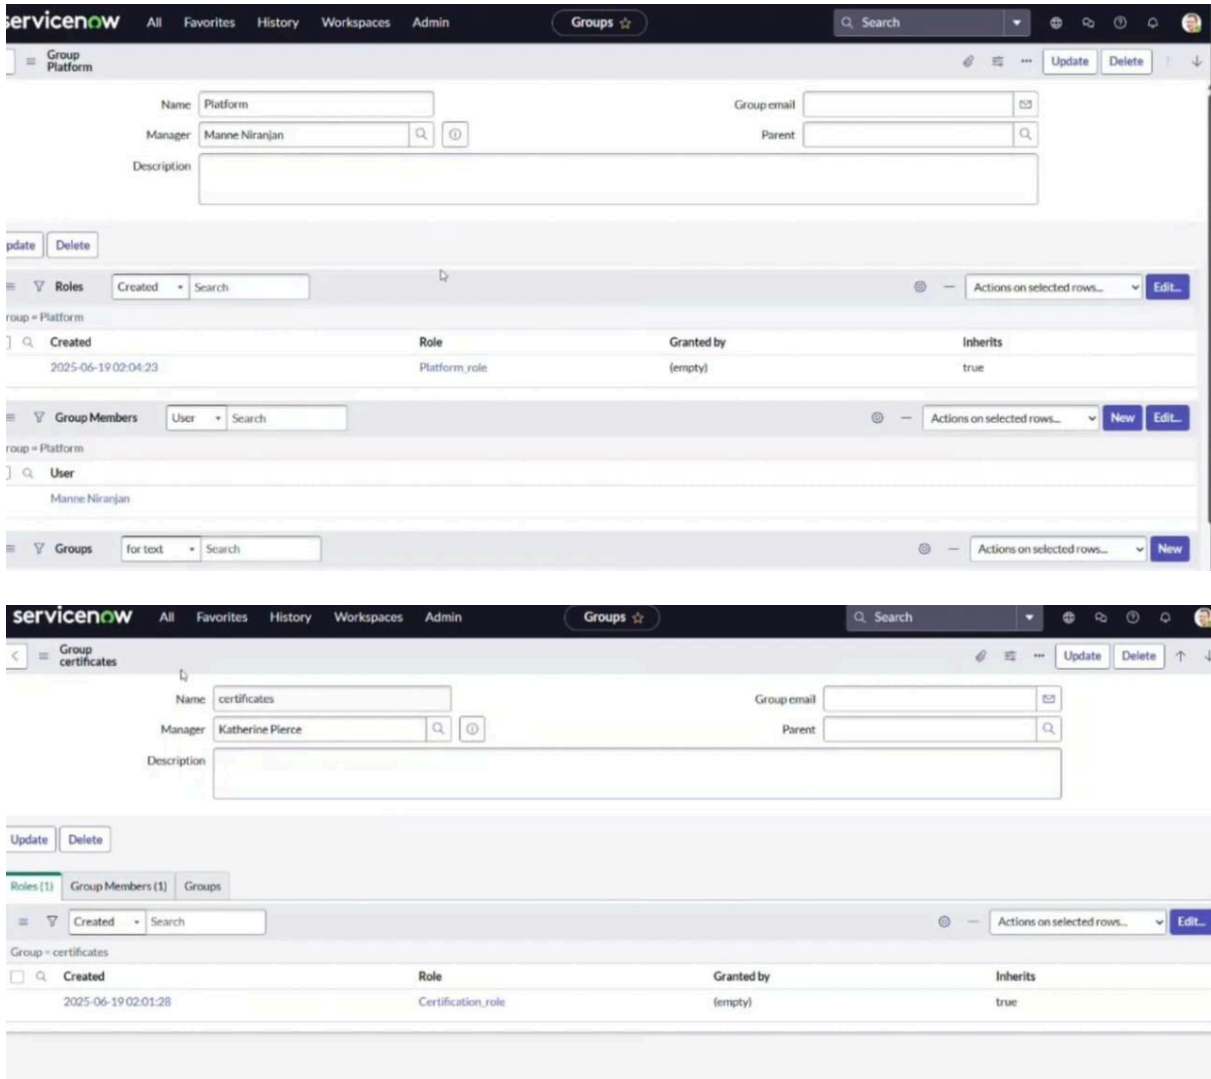 servicenow All Favorites History Workspaces Admin Groups Search
Group
Platform
Update Delete
Name Platform Group email
Manager Manne Niranjan Parent
Description
pdate Delete
Roles Created Search Actions on selected rows... Edit...
roup = Platform
Created Role Granted by Inherits
2025-06-19 02:04:23 Platform_role (empty) true
Group Members User Search Actions on selected rows... New Edit...
roup = Platform
User
Manne Niranjan
Groups for text Search Actions on selected rows... New
servicenow All Favorites History Workspaces Admin Groups Search
Group
certificates
Update Delete
Name certificates Group email
Manager Katherine Pierce Parent
Description
Update Delete
Roles (1) Group Members (1) Groups
Created Search Actions on selected rows... Edit...
Group = certificates
Created Role Granted by Inherits
2025-06-19 02:01:28 Certification_role (empty) true